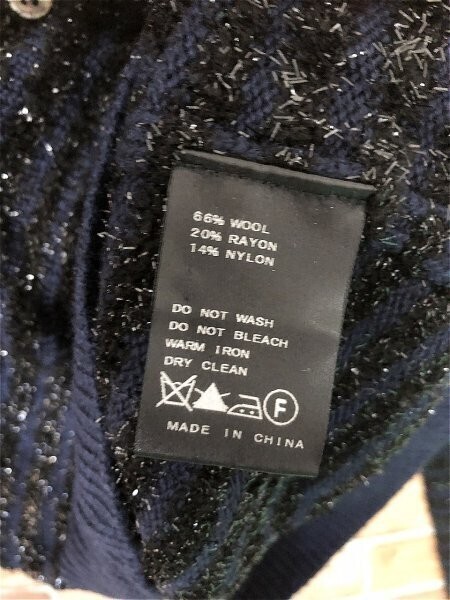 66% WOOL
20% RAYON
14% NYLON
DO NOT WASH
DO NOT BLEACH
WARM IRON
DRY CLEAN
F
MADE IN CHINA